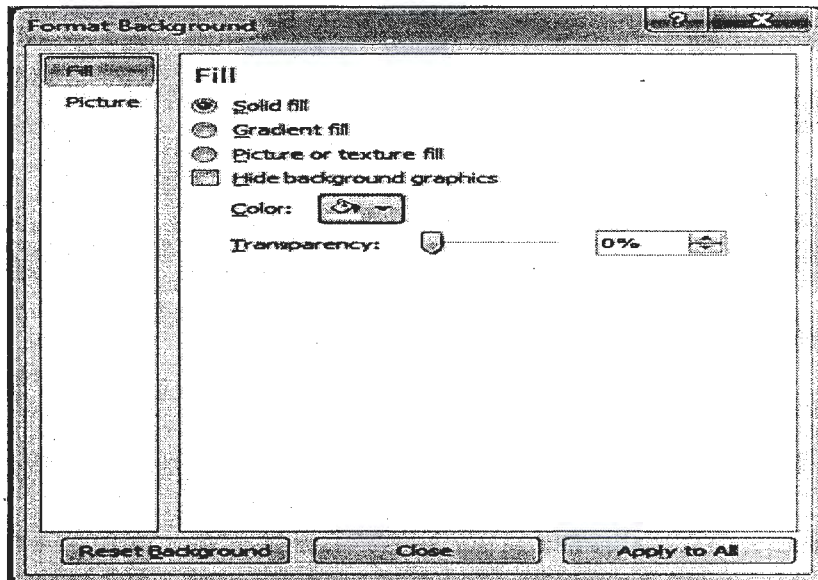 Format Background
Fill
Picture
Fill
Solid fill
Gradient fill
Picture or texture fill
Hide background graphics
Color:
Transparency:
0%
Reset Background
Close
Apply to All